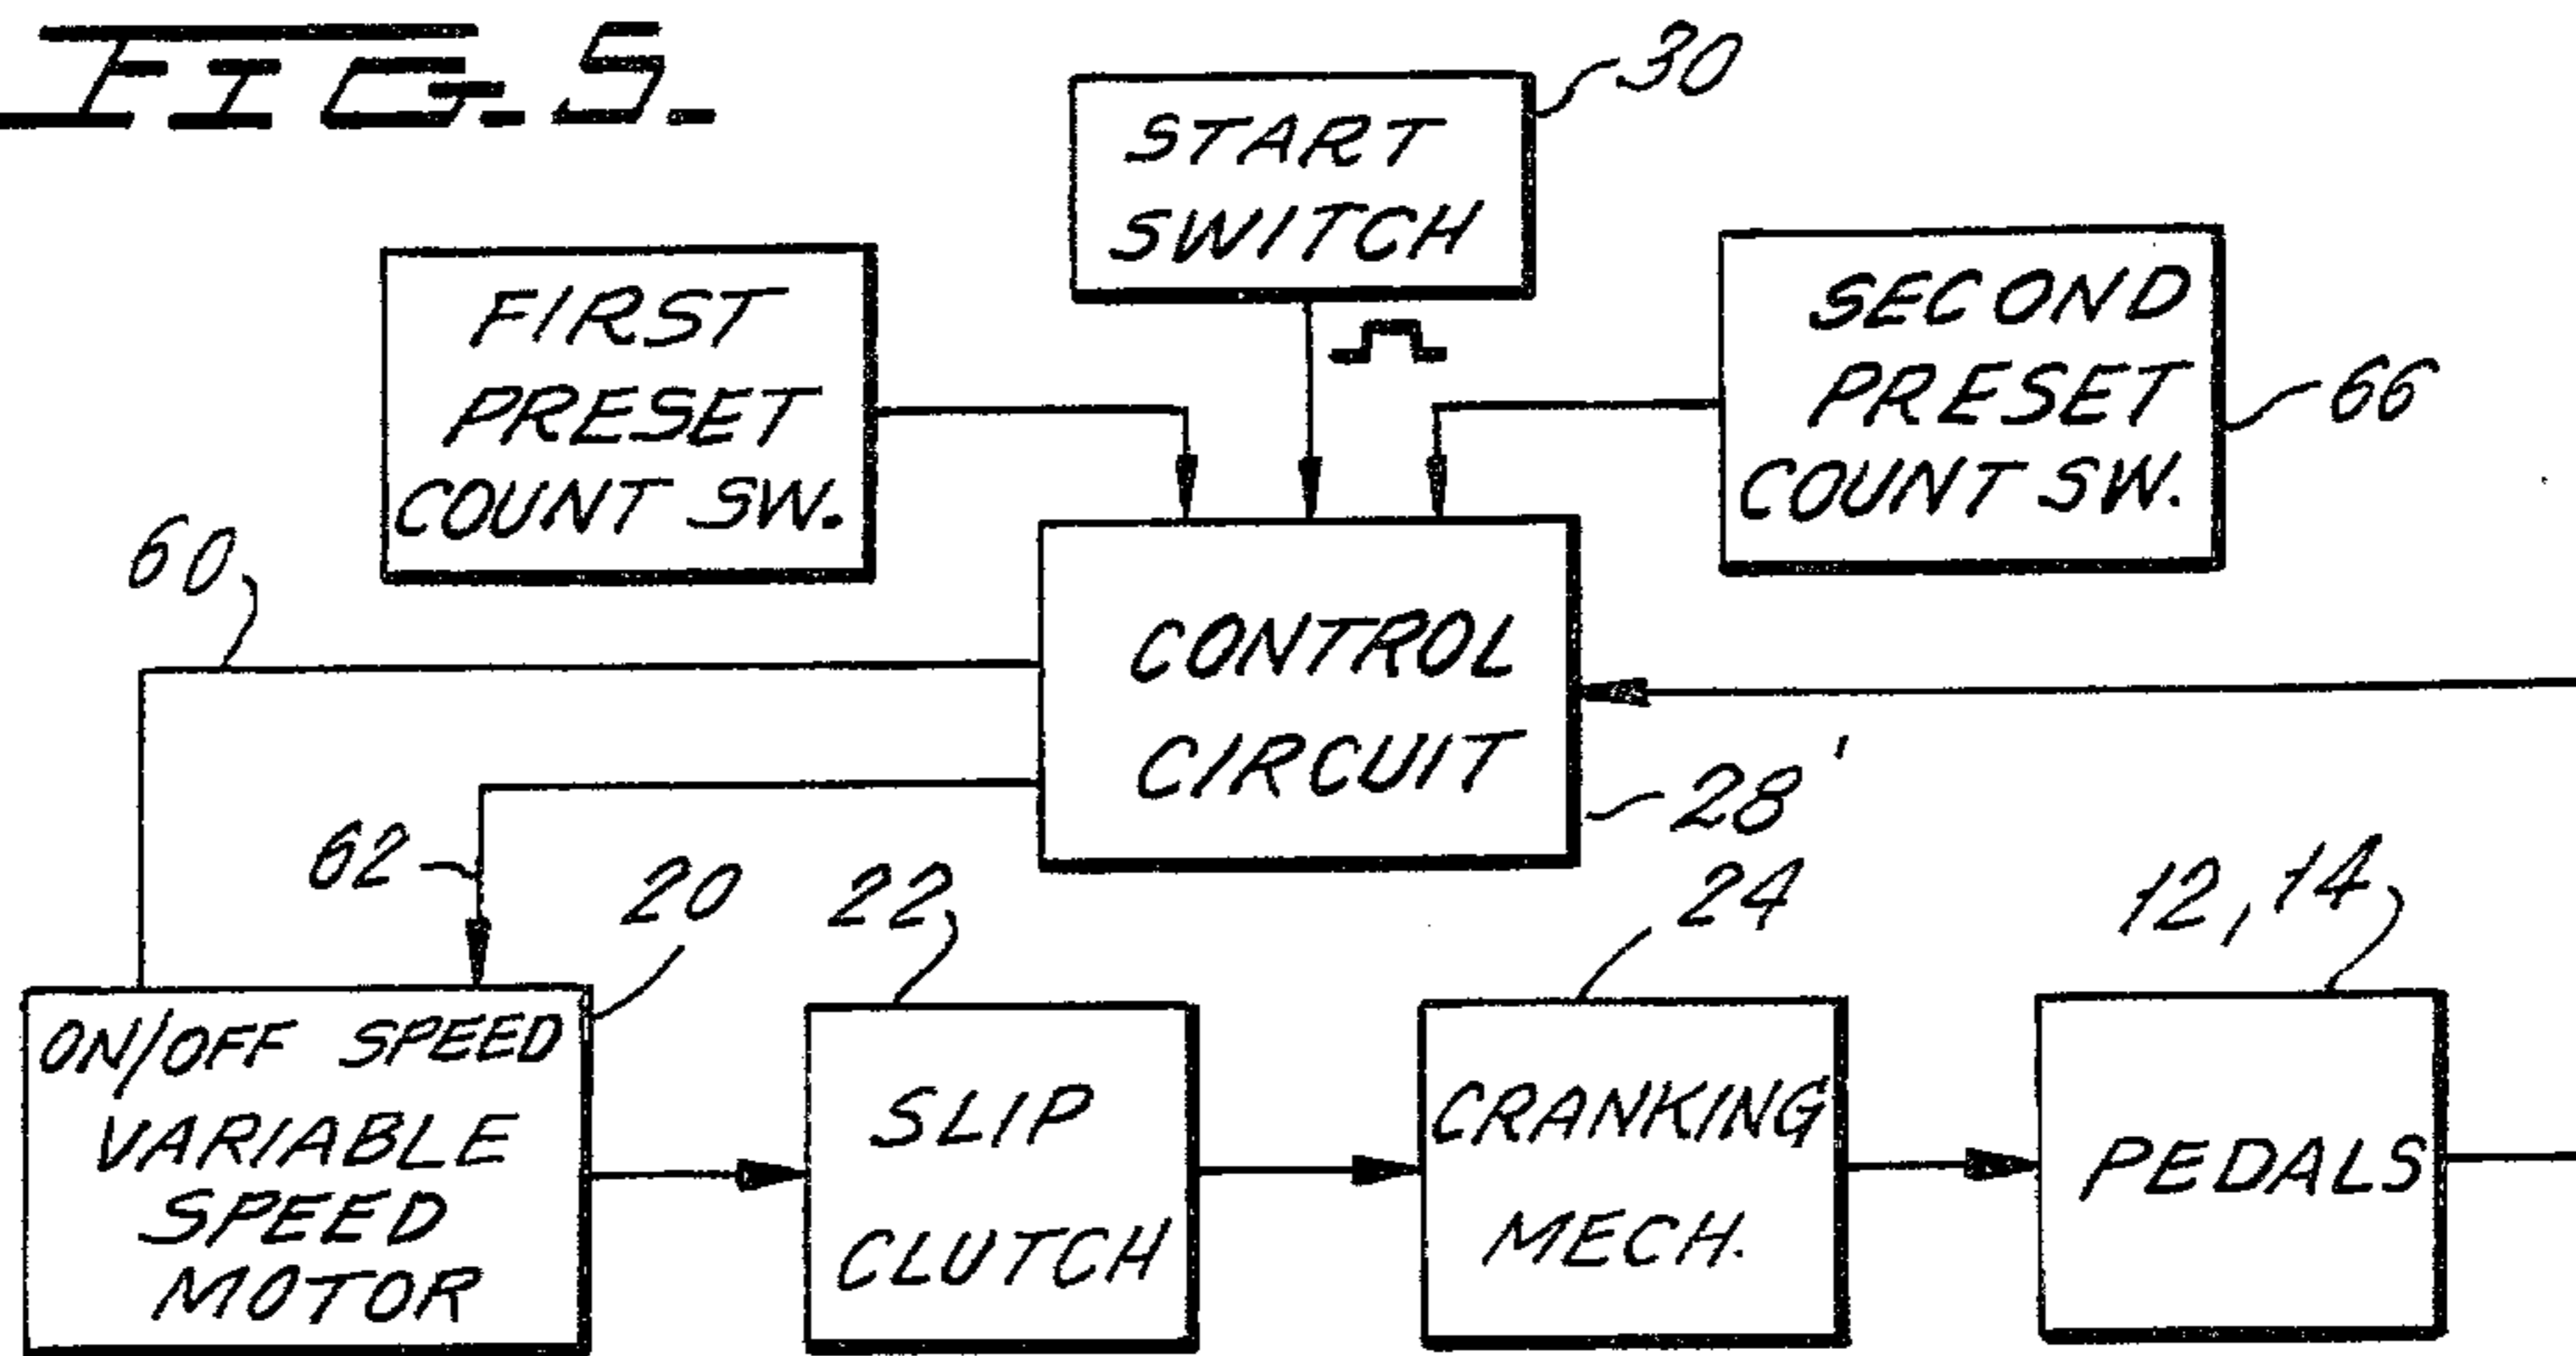 FIG-5-
START
SWITCH
30
FIRST
PRESET
COUNT SW.
SECOND
PRESET
COUNT SW.
66
60
CONTROL
CIRCUIT
28'
62
20
22
24
12, 14
ON/OFF SPEED
VARIABLE
SPEED
MOTOR
SLIP
CLUTCH
CRANKING
MECH.
PEDALS